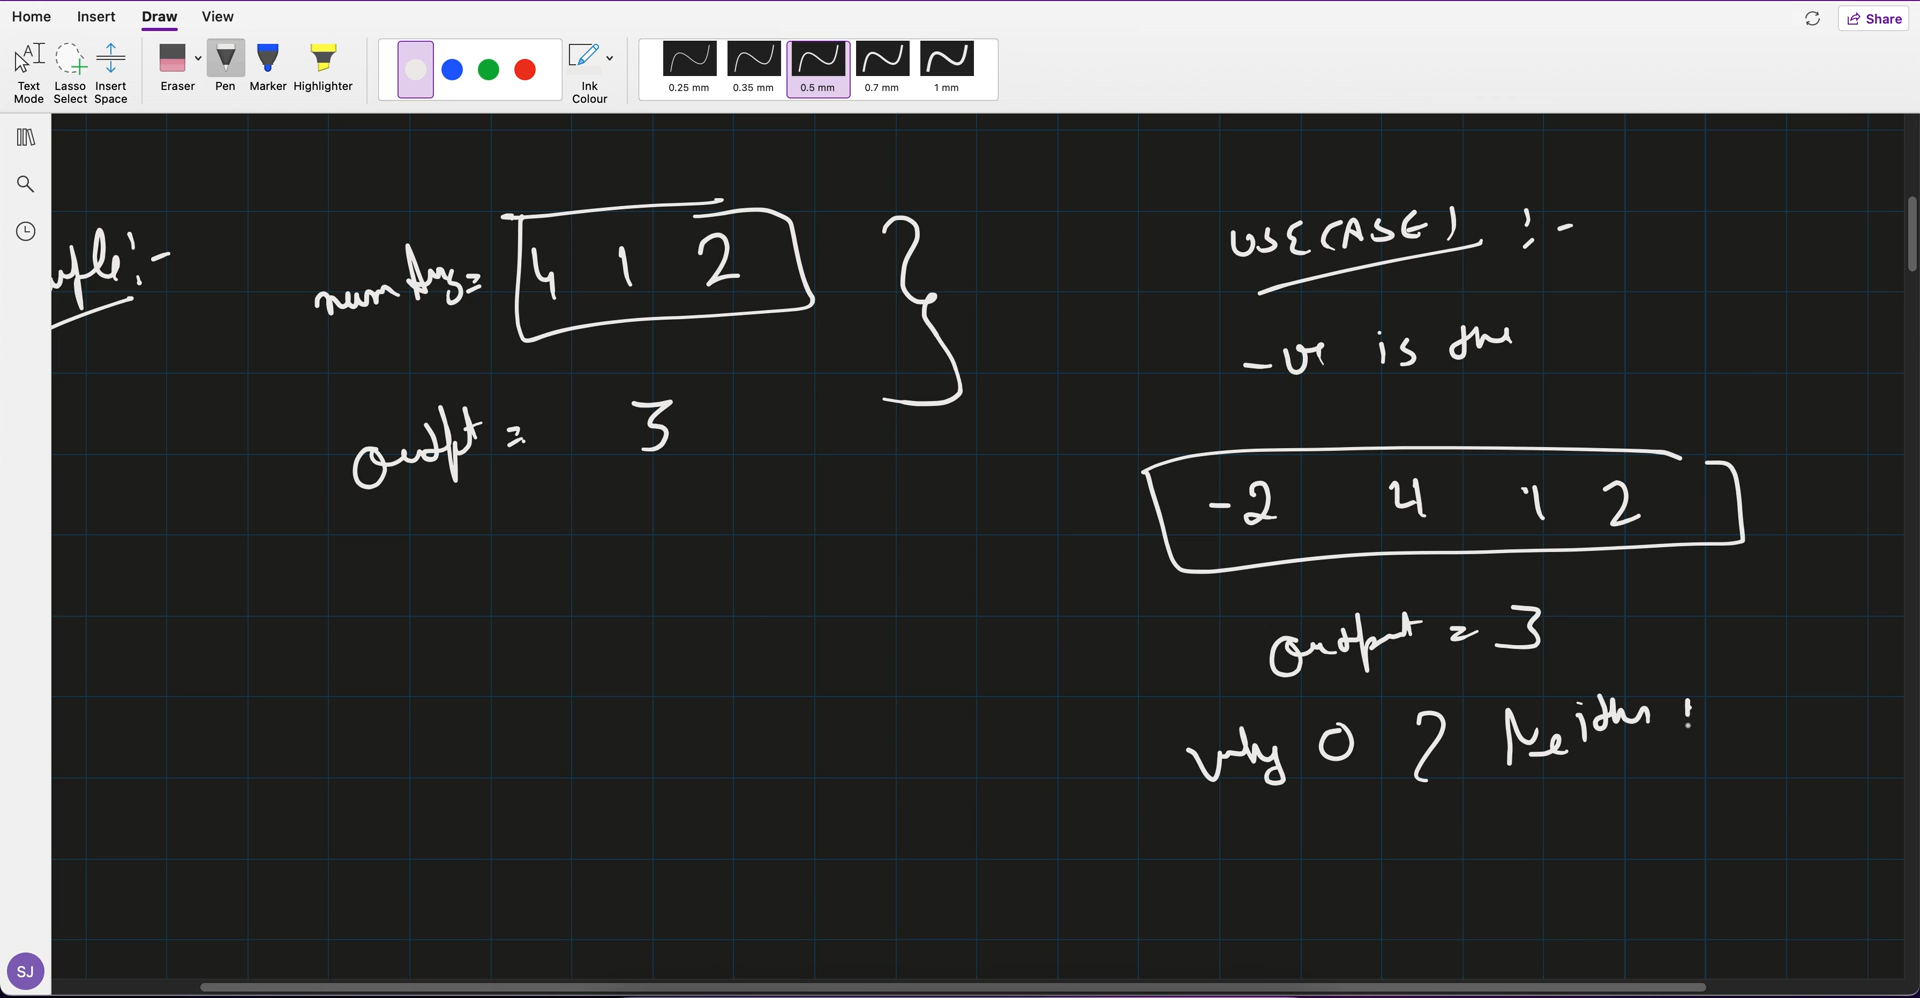 Home Insert Draw View
Share
Text Mode
Lasso Select
Insert Space
Eraser
Pen
Marker
Highlighter
Ink Colour
0.25 mm
0.35 mm
0.5 mm
0.7 mm
1 mm
4 1 2
output = 3
USECASE1 :-
-ve is the
-2 4 1 2
output = 3
why 0 ? Neither !
SJ